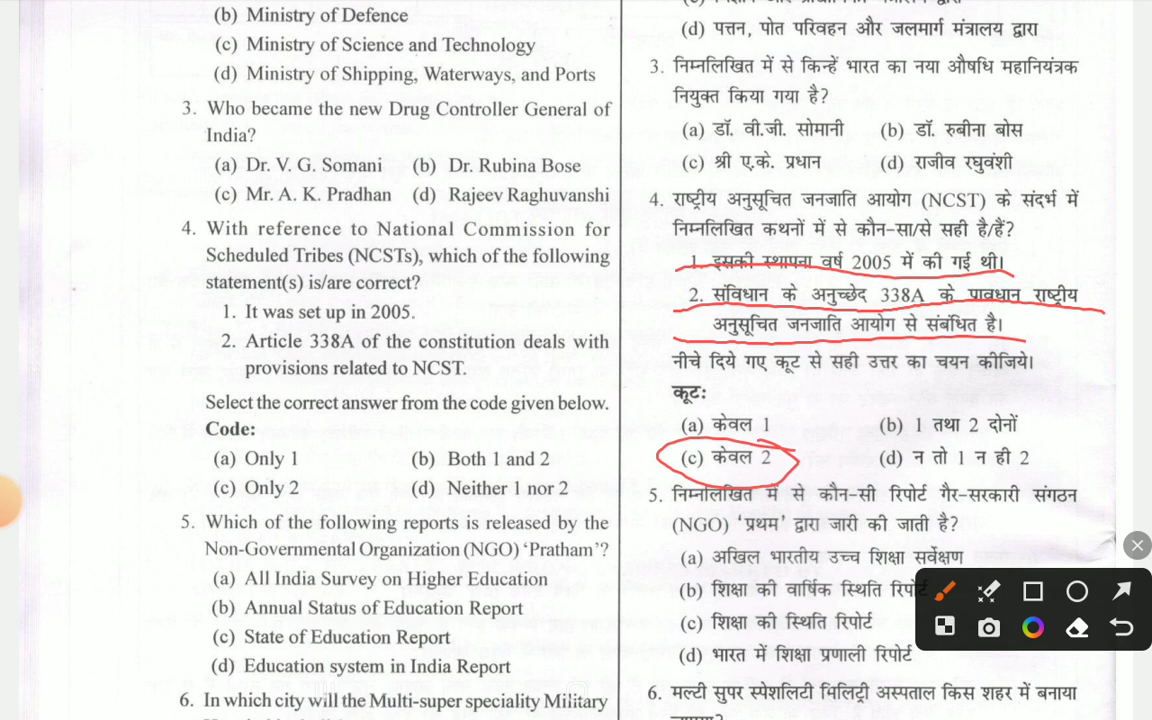 (b) Ministry of Defence
(c) Ministry of Science and Technology
(d) Ministry of Shipping, Waterways, and Ports
3. Who became the new Drug Controller General of
India?
(a) Dr. V. G. Somani (b) Dr. Rubina Bose
(c) Mr. A. K. Pradhan (d) Rajeev Raghuvanshi
4. With reference to National Commission for
Scheduled Tribes (NCSTs), which of the following
statement(s) is/are correct?
1. It was set up in 2005.
2. Article 338A of the constitution deals with
provisions related to NCST.
Select the correct answer from the code given below.
Code:
(a) Only 1 (b) Both 1 and 2
(c) Only 2 (d) Neither 1 nor 2
5. Which of the following reports is released by the
Non-Governmental Organization (NGO) ‘Pratham’?
(a) All India Survey on Higher Education
(b) Annual Status of Education Report
(c) State of Education Report
(d) Education system in India Report
6. In which city will the Multi-super speciality Military
(d) पत्तन, पोत परिवहन और जलमार्ग मंत्रालय द्वारा
3. निम्नलिखित में से किन्हें भारत का नया औषधि महानियंत्रक
नियुक्त किया गया है?
(a) डॉ. वी.जी. सोमानी (b) डॉ. रुबीना बोस
(c) श्री ए.के. प्रधान (d) राजीव रघुवंशी
4. राष्ट्रीय अनुसूचित जनजाति आयोग (NCST) के संदर्भ में
निम्नलिखित कथनों में से कौन-सा/से सही है/हैं?
1. इसकी स्थापना वर्ष 2005 में की गई थी।
2. संविधान के अनुच्छेद 338A के प्रावधान राष्ट्रीय
अनुसूचित जनजाति आयोग से संबंधित है।
नीचे दिये गए कूट से सही उत्तर का चयन कीजिये।
कूटः
(a) केवल 1 (b) 1 तथा 2 दोनों
(c) केवल 2 (d) न तो 1 न ही 2
5. निम्नलिखित में से कौन-सी रिपोर्ट गैर-सरकारी संगठन
(NGO) ‘प्रथम’ द्वारा जारी की जाती है?
(a) अखिल भारतीय उच्च शिक्षा सर्वेक्षण
(b) शिक्षा की वार्षिक स्थिति रिपोर्ट
(c) शिक्षा की स्थिति रिपोर्ट
(d) भारत में शिक्षा प्रणाली रिपोर्ट
6. मल्टी सुपर स्पेशलिटी मिलिट्री अस्पताल किस शहर में बनाया